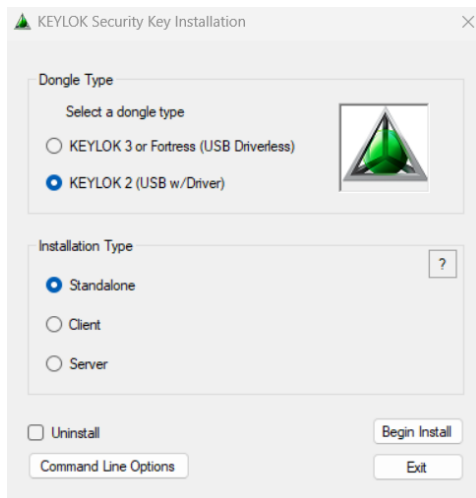 KEYLOK Security Key Installation
Dongle Type
Select a dongle type
KEYLOK 3 or Fortress (USB Driverless)
KEYLOK 2 (USB w/Driver)
Installation Type
?
Standalone
Client
Server
Uninstall
Begin Install
Command Line Options
Exit